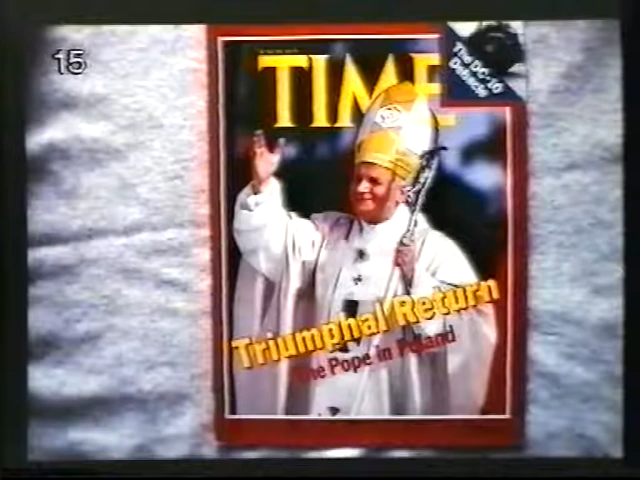 15
TIME
The DC-10
Debacle
Triumphal Return
The Pope in Poland